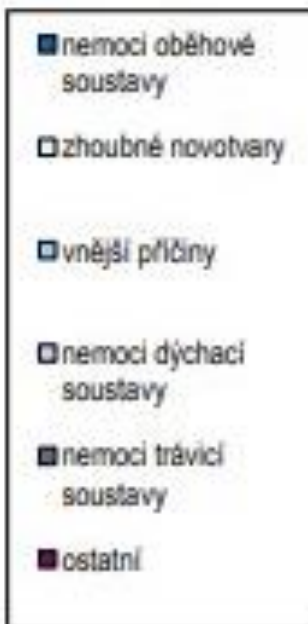 nemoci oběhové
soustavy
zhoubné novotvary
vnější příčiny
nemoci dýchací
soustavy
nemoci trávicí
soustavy
ostatní